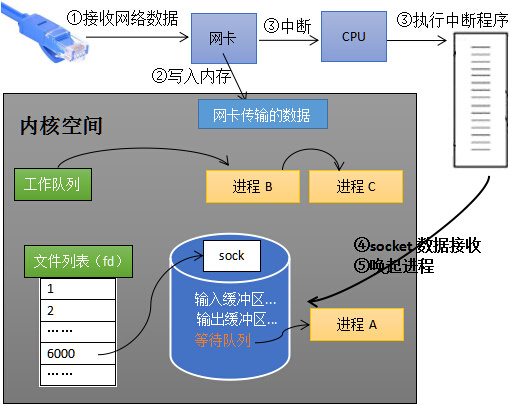 ①接收网络数据
网卡
③中断
CPU
③执行中断程序
②写入内存
网卡传输的数据
内核空间
工作队列
进程 B
进程 C
④socket 数据接收
⑤唤起进程
文件列表（fd）
1
2
……
6000
……
sock
输入缓冲区...
输出缓冲区...
等待队列
进程 A